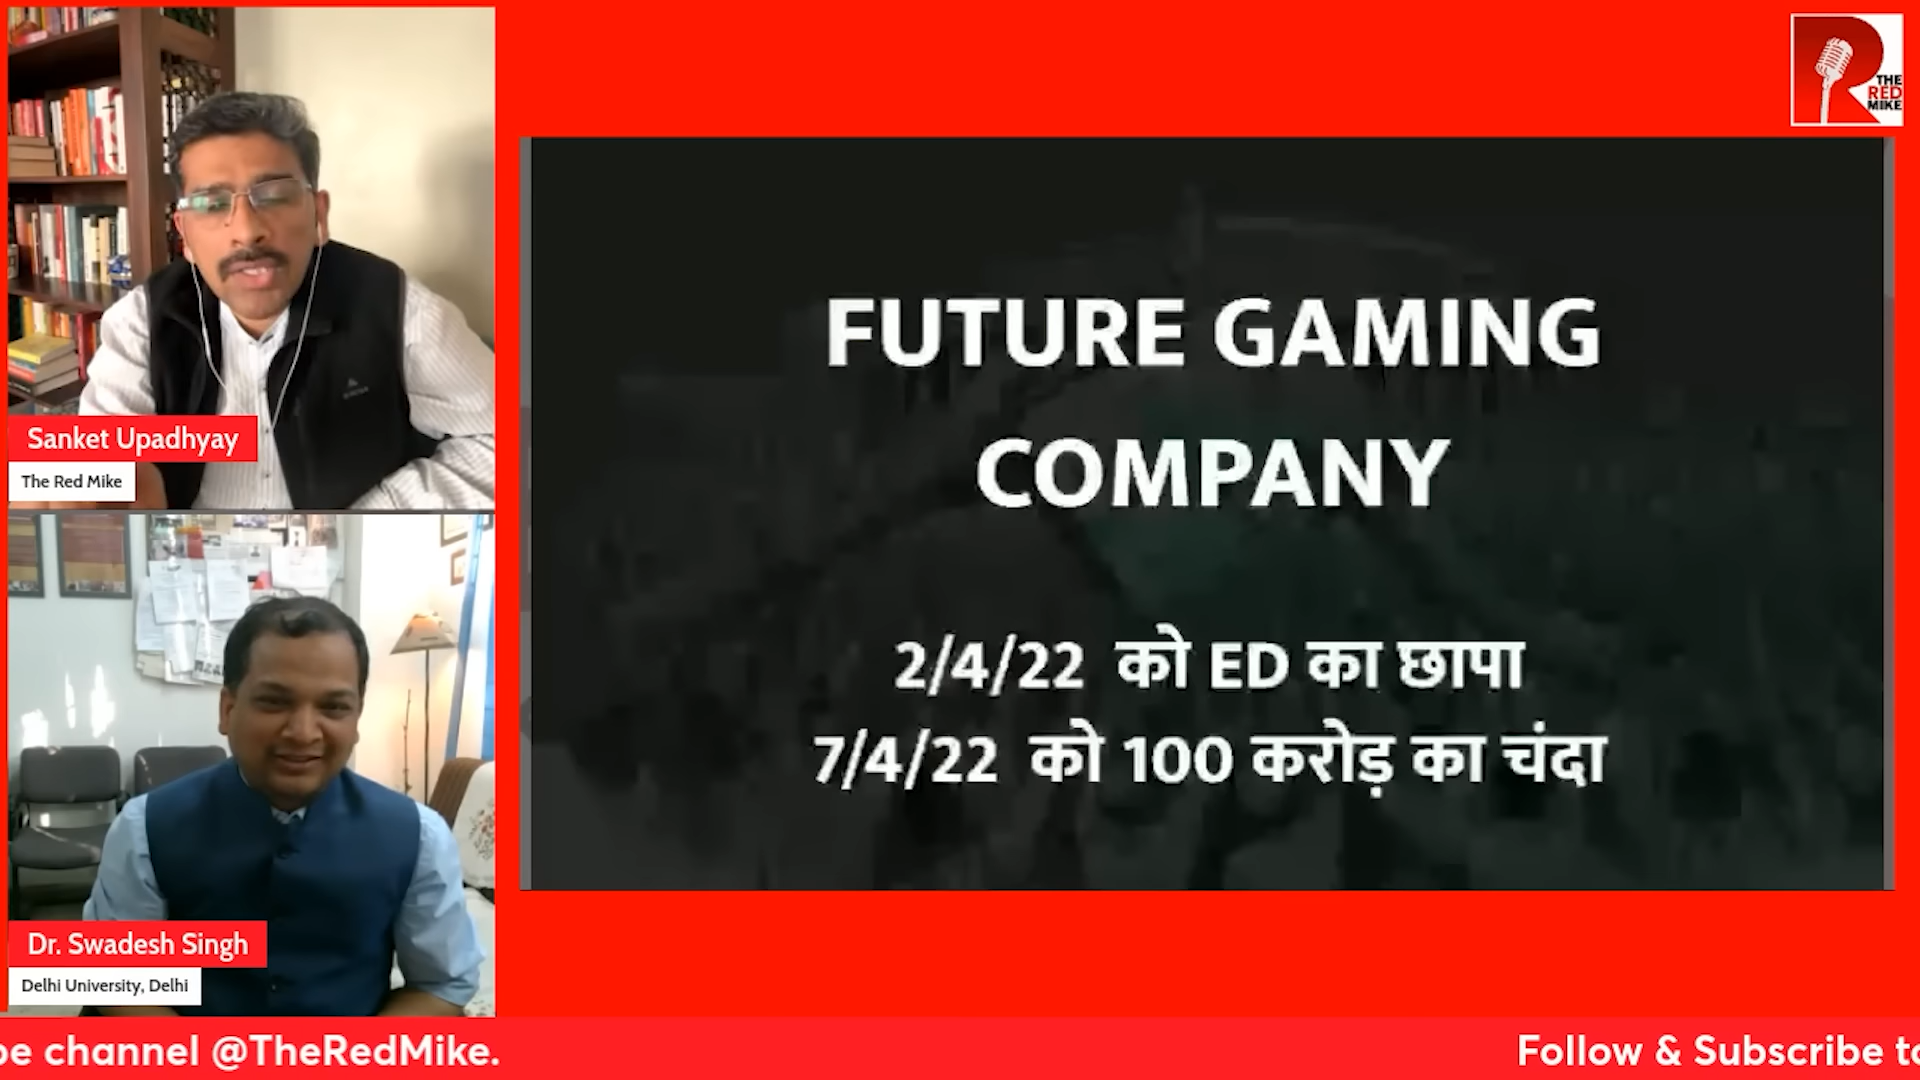 THE
RED
MIKE
FUTURE GAMING
COMPANY
2/4/22 को ED का छापा
7/4/22 को 100 करोड़ का चंदा
Sanket Upadhyay
The Red Mike
Dr. Swadesh Singh
Delhi University, Delhi
be channel @TheRedMike.
Follow & Subscribe to